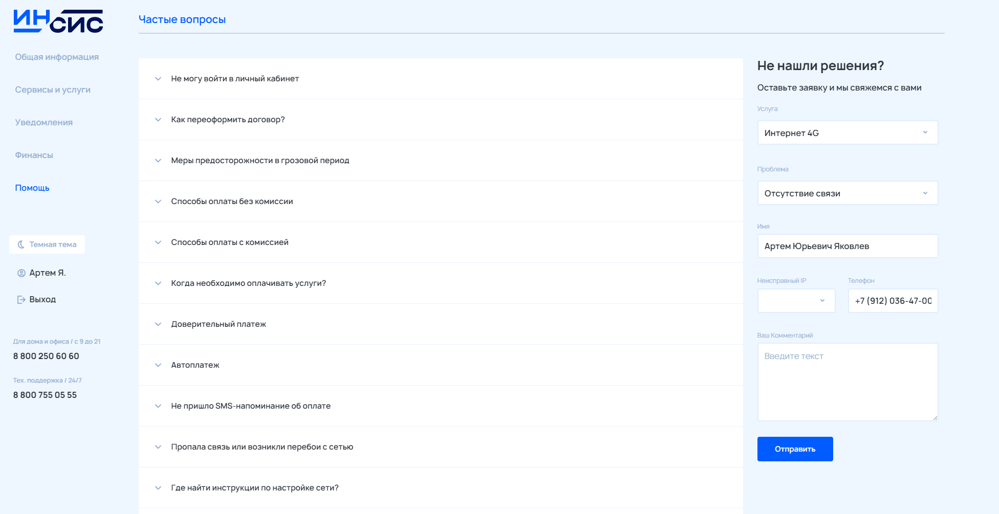 ИНСИС
Общая информация
Сервисы и услуги
Уведомления
Финансы
Помощь
Темная тема
Артем Я.
Выход
Для дома и офиса / с 9 до 21
8 800 250 60 60
Тех. поддержка / 24/7
8 800 755 05 55
Частые вопросы
Не могу войти в личный кабинет
Как переоформить договор?
Меры предосторожности в грозовой период
Способы оплаты без комиссии
Способы оплаты с комиссией
Когда необходимо оплачивать услуги?
Доверительный платеж
Автоплатеж
Не пришло SMS-напоминание об оплате
Пропала связь или возникли перебои с сетью
Где найти инструкции по настройке сети?
Не нашли решения?
Оставьте заявку и мы свяжемся с вами
Услуга
Интернет 4G
Проблема
Отсутствие связи
Имя
Артем Юрьевич Яковлев
Неисправный IP
Телефон
+7 (912) 036-47-00
Ваш Комментарий
Введите текст
Отправить